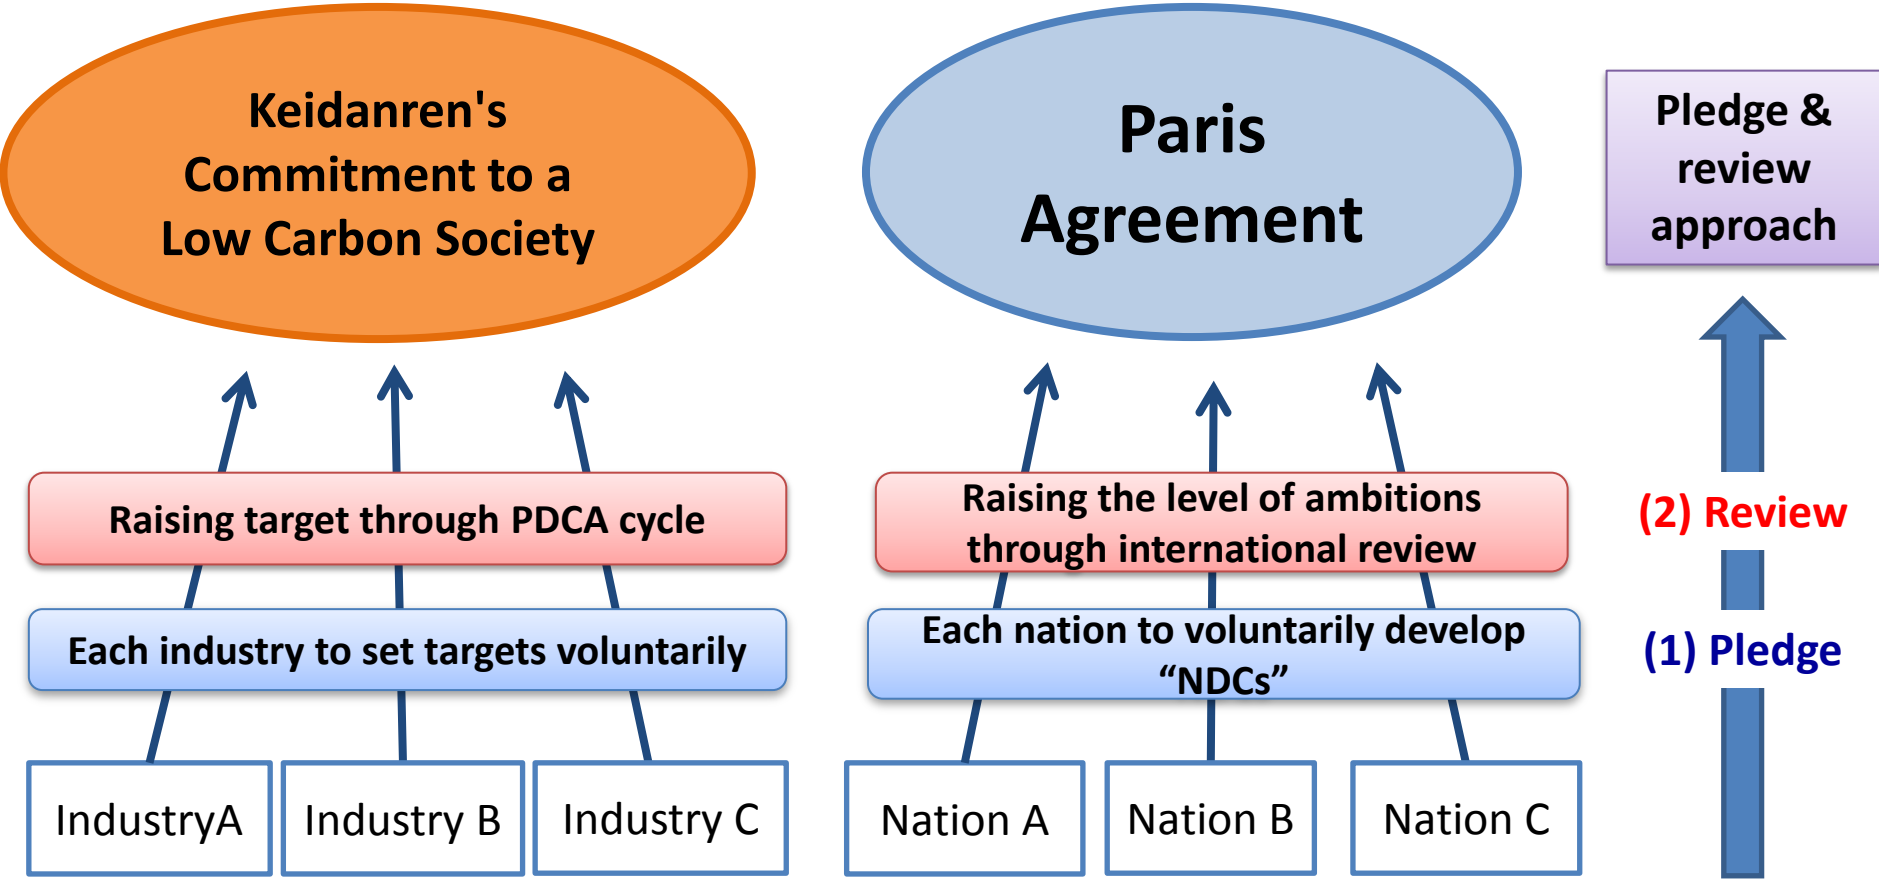 Keidanren's
Commitment to a
Low Carbon Society
Paris
Agreement
Pledge &
review
approach
Raising target through PDCA cycle
Raising the level of ambitions
through international review
(2) Review
Each industry to set targets voluntarily
Each nation to voluntarily develop
“NDCs”
(1) Pledge
IndustryA
Industry B
Industry C
Nation A
Nation B
Nation C